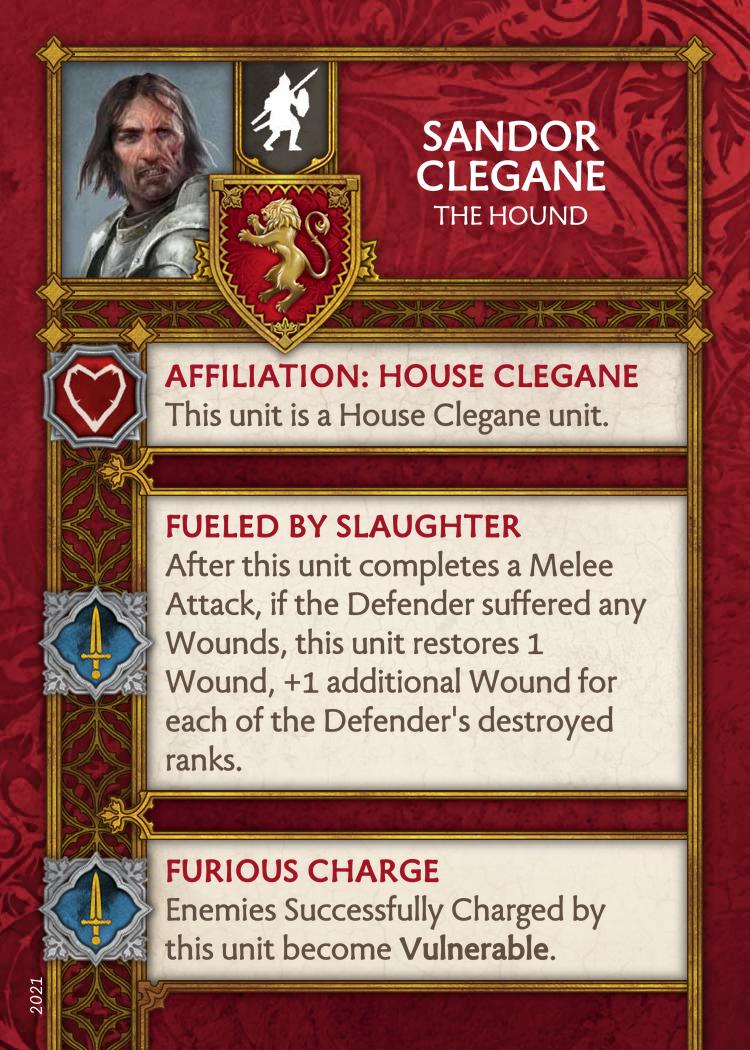 SANDOR
CLEGANE
THE HOUND
AFFILIATION: HOUSE CLEGANE
This unit is a House Clegane unit.
FUELED BY SLAUGHTER
After this unit completes a Melee
Attack, if the Defender suffered any
Wounds, this unit restores 1
Wound, +1 additional Wound for
each of the Defender's destroyed
ranks.
FURIOUS CHARGE
Enemies Successfully Charged by
this unit become Vulnerable.
2021